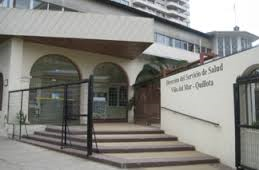 Dirección del Servicio de Salud
Viña del Mar - Quillota